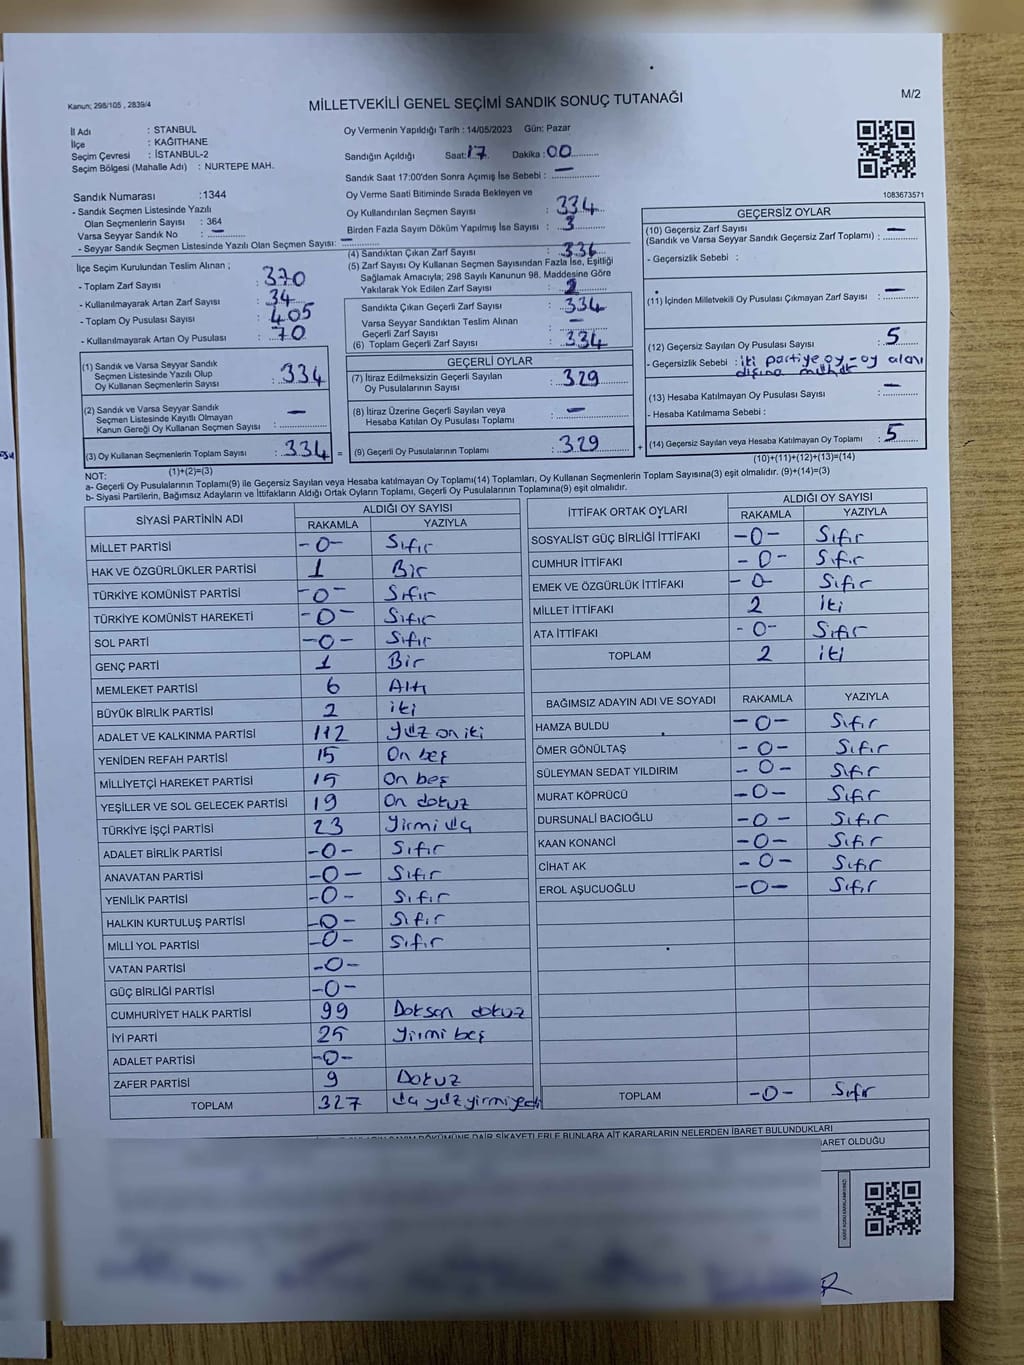 Kanun; 298/105 , 2839/4
MİLLETVEKİLİ GENEL SEÇİMİ SANDIK SONUÇ TUTANAĞI
M/2
İl Adı : STANBUL
İlçe : KAĞITHANE
Seçim Çevresi : İSTANBUL-2
Seçim Bölgesi (Mahalle Adı) : NURTEPE MAH.
Oy Vermenin Yapıldığı Tarih : 14/05/2023 Gün: Pazar
Sandığın Açıldığı Saat: 17 Dakika : 00
Sandık Saat 17:00'den Sonra Açımış İse Sebebi : —
1083673571
Sandık Numarası : 1344
- Sandık Seçmen Listesinde Yazılı
Olan Seçmenlerin Sayısı : 364
Varsa Seyyar Sandık No : —
- Seyyar Sandık Seçmen Listesinde Yazılı Olan Seçmen Sayısı: —
Oy Verme Saati Bitiminde Sırada Bekleyen ve
Oy Kullandırılan Seçmen Sayısı : 334
Birden Fazla Sayım Döküm Yapılmış İse Sayısı : 3
İlçe Seçim Kurulundan Teslim Alınan ;
- Toplam Zarf Sayısı : 370
- Kullanılmayarak Artan Zarf Sayısı : 34
- Toplam Oy Pusulası Sayısı : 405
- Kullanılmayarak Artan Oy Pusulası : 70
(4) Sandıktan Çıkan Zarf Sayısı : 336
(5) Zarf Sayısı Oy Kullanan Seçmen Sayısından Fazla İse, Eşitliği
Sağlamak Amacıyla; 298 Sayılı Kanunun 98. Maddesine Göre
Yakılarak Yok Edilen Zarf Sayısı : 2
Sandıkta Çıkan Geçerli Zarf Sayısı : 334
Varsa Seyyar Sandıktan Teslim Alınan
Geçerli Zarf Sayısı : —
(6) Toplam Geçerli Zarf Sayısı : 334
GEÇERSİZ OYLAR
(10) Geçersiz Zarf Sayısı
(Sandık ve Varsa Seyyar Sandık Geçersiz Zarf Toplamı) : —
- Geçersizlik Sebebi :
(11) İçinden Milletvekili Oy Pusulası Çıkmayan Zarf Sayısı : —
(12) Geçersiz Sayılan Oy Pusulası Sayısı : 5
- Geçersizlik Sebebi : iki partiye oy - oy alanı
dışına mühür
(13) Hesaba Katılmayan Oy Pusulası Sayısı : —
- Hesaba Katılmama Sebebi :
(14) Geçersiz Sayılan veya Hesaba Katılmayan Oy Toplamı : 5
(10)+(11)+(12)+(13)=(14)
(1) Sandık ve Varsa Seyyar Sandık
Seçmen Listesinde Yazılı Olup
Oy Kullanan Seçmenlerin Sayısı : 334
(2) Sandık ve Varsa Seyyar Sandık
Seçmen Listesinde Kayıtlı Olmayan
Kanun Gereği Oy Kullanan Seçmen Sayısı : —
(3) Oy Kullanan Seçmenlerin Toplam Sayısı : 334 =
(1)+(2)=(3)
GEÇERLİ OYLAR
(7) İtiraz Edilmeksizin Geçerli Sayılan
Oy Pusulalarının Sayısı : 329
(8) İtiraz Üzerine Geçerli Sayılan veya
Hesaba Katılan Oy Pusulası Toplamı : —
(9) Geçerli Oy Pusulalarının Toplamı : 329 +
NOT:
a- Geçerli Oy Pusulalarının Toplamı(9) ile Geçersiz Sayılan veya Hesaba katılmayan Oy Toplamı(14) Toplamları, Oy Kullanan Seçmenlerin Toplam Sayısına(3) eşit olmalıdır. (9)+(14)=(3)
b- Siyasi Partilerin, Bağımsız Adayların ve İttifakların Aldığı Ortak Oyların Toplamı, Geçerli Oy Pusulalarının Toplamına(9) eşit olmalıdır.
SİYASİ PARTİNİN ADI ALDIĞI OY SAYISI
RAKAMLA YAZIYLA
MİLLET PARTİSİ -0- Sıfır
HAK VE ÖZGÜRLÜKLER PARTİSİ 1 Bir
TÜRKİYE KOMÜNİST PARTİSİ -0- Sıfır
TÜRKİYE KOMÜNİST HAREKETİ -0- Sıfır
SOL PARTİ -0- Sıfır
GENÇ PARTİ 1 Bir
MEMLEKET PARTİSİ 6 Altı
BÜYÜK BİRLİK PARTİSİ 2 iki
ADALET VE KALKINMA PARTİSİ 112 Yüz on iki
YENİDEN REFAH PARTİSİ 15 On beş
MİLLİYETÇİ HAREKET PARTİSİ 15 On beş
YEŞİLLER VE SOL GELECEK PARTİSİ 19 On dokuz
TÜRKİYE İŞÇİ PARTİSİ 23 Yirmi üç
ADALET BİRLİK PARTİSİ -0- Sıfır
ANAVATAN PARTİSİ -0- Sıfır
YENİLİK PARTİSİ -0- Sıfır
HALKIN KURTULUŞ PARTİSİ -0- Sıfır
MİLLİ YOL PARTİSİ -0- Sıfır
VATAN PARTİSİ -0-
GÜÇ BİRLİĞİ PARTİSİ -0-
CUMHURİYET HALK PARTİSİ 99 Doksan dokuz
İYİ PARTİ 25 Yirmi beş
ADALET PARTİSİ -0-
ZAFER PARTİSİ 9 Dokuz
TOPLAM 327 üç yüz yirmi yedi
İTTİFAK ORTAK OYLARI ALDIĞI OY SAYISI
RAKAMLA YAZIYLA
SOSYALİST GÜÇ BİRLİĞİ İTTİFAKI -0- Sıfır
CUMHUR İTTİFAKI -0- Sıfır
EMEK VE ÖZGÜRLÜK İTTİFAKI -0- Sıfır
MİLLET İTTİFAKI 2 iki
ATA İTTİFAKI -0- Sıfır
TOPLAM 2 iki
BAĞIMSIZ ADAYIN ADI VE SOYADI RAKAMLA YAZIYLA
HAMZA BULDU -0- Sıfır
ÖMER GÖNÜLTAŞ -0- Sıfır
SÜLEYMAN SEDAT YILDIRIM -0- Sıfır
MURAT KÖPRÜCÜ -0- Sıfır
DURSUNALİ BACIOĞLU -0- Sıfır
KAAN KONANCİ -0- Sıfır
CİHAT AK -0- Sıfır
EROL AŞUCUOĞLU -0- Sıfır
TOPLAM -0- Sıfır
DÖKÜMÜNE DAİR ŞİKAYETLERLE BUNLARA AİT KARARLARIN NELERDEN İBARET BULUNDUKLARI
BARET OLDUĞU